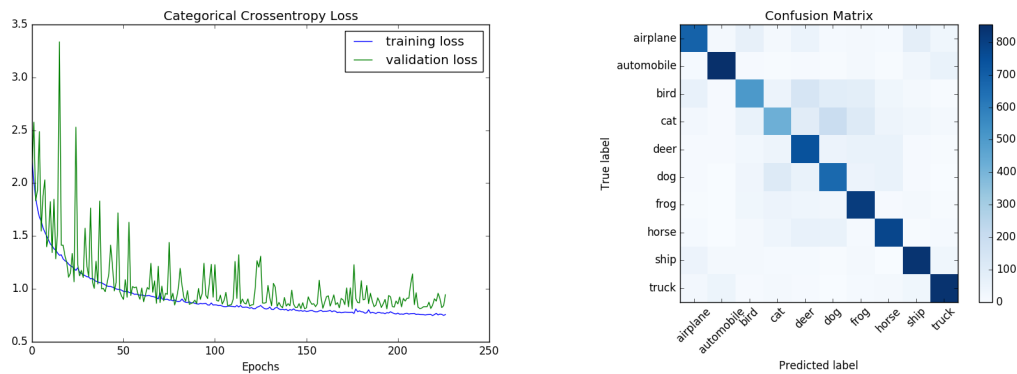 Categorical Crossentropy Loss
3.5
3.0
2.5
2.0
1.5
1.0
0.5
training loss
validation loss
0
50
100
150
200
250
Epochs
Confusion Matrix
True label
airplane
automobile
bird
cat
deer
dog
frog
horse
ship
truck
airplane
automobile
bird
cat
deer
dog
frog
horse
ship
truck
Predicted label
800
700
600
500
400
300
200
100
0